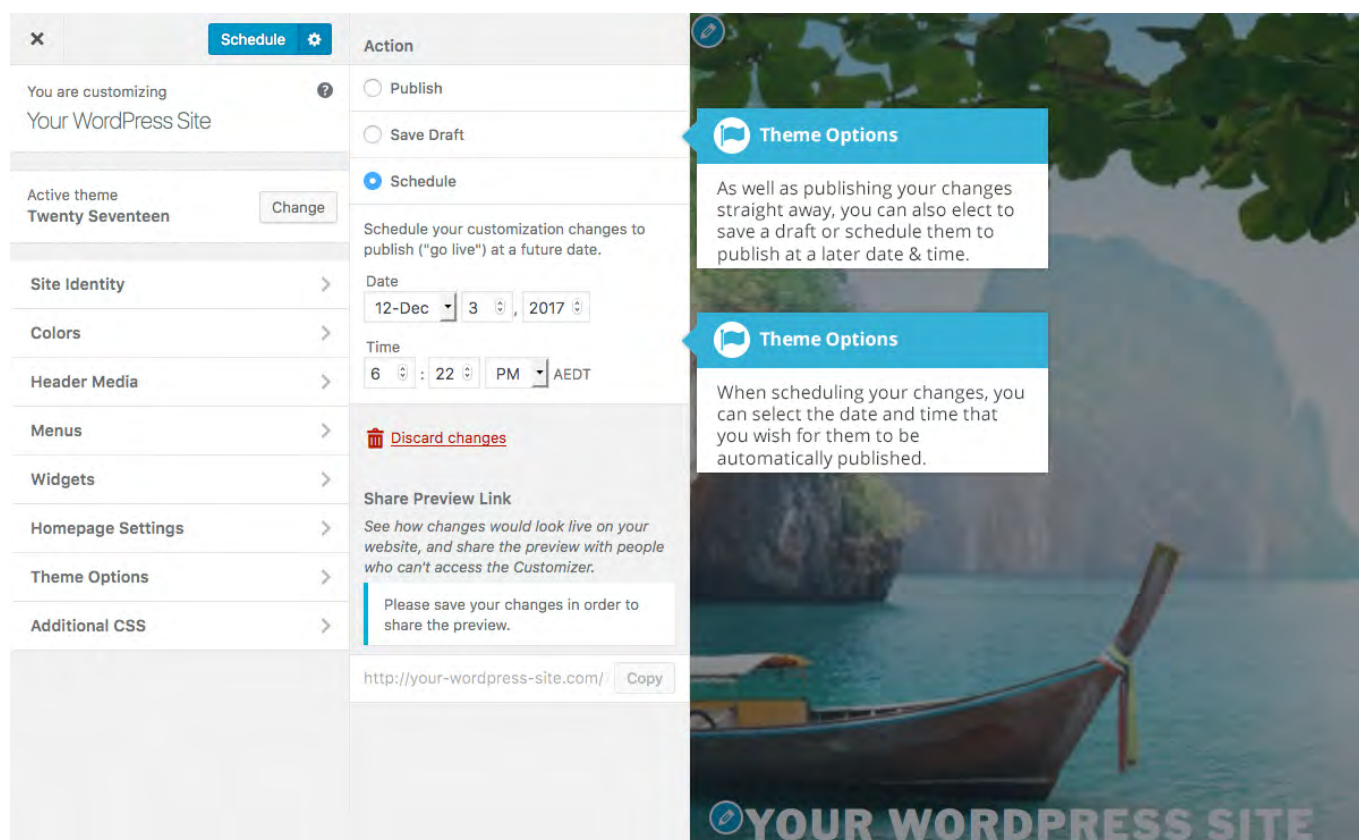 Schedule
You are customizing
Your WordPress Site
Active theme
Twenty Seventeen
Change
Site Identity
Colors
Header Media
Menus
Widgets
Homepage Settings
Theme Options
Additional CSS
Action
Publish
Save Draft
Schedule
Schedule your customization changes to
publish ("go live") at a future date.
Date
12-Dec 3 , 2017
Time
6 : 22 PM AEDT
Discard changes
Share Preview Link
See how changes would look live on your
website, and share the preview with people
who can't access the Customizer.
Please save your changes in order to
share the preview.
http://your-wordpress-site.com/ Copy
Theme Options
As well as publishing your changes
straight away, you can also elect to
save a draft or schedule them to
publish at a later date & time.
Theme Options
When scheduling your changes, you
can select the date and time that
you wish for them to be
automatically published.
YOUR WORDPRESS SITE